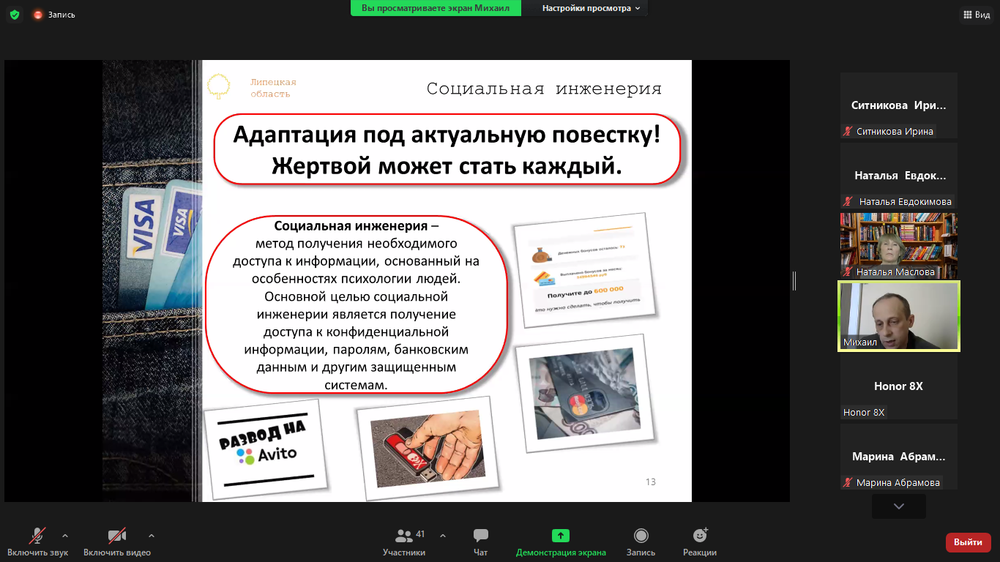 Запись
Вы просматриваете экран Михаил
Настройки просмотра
Вид
Липецкая
область
Социальная инженерия
Адаптация под актуальную повестку!
Жертвой может стать каждый.
VISA
VISA
Социальная инженерия –
метод получения необходимого
доступа к информации, основанный на
особенностях психологии людей.
Основной целью социальной
инженерии является получение
доступа к конфиденциальной
информации, паролям, банковским
данным и другим защищенным
системам.
Денежных бонусов осталось: 73
Выплачено бонусов за месяц:
Получите до 600 000
Что нужно сделать, чтобы получить
MasterCard
РАЗВОД НА
Avito
13
Ситникова Ири...
Ситникова Ирина
Наталья Евдок...
Наталья Евдокимова
Наталья Маслова
Михаил
Honor 8X
Honor 8X
Марина Абрам...
Марина Абрамова
Включить звук
Включить видео
Участники
41
Чат
Демонстрация экрана
Запись
Реакции
Выйти